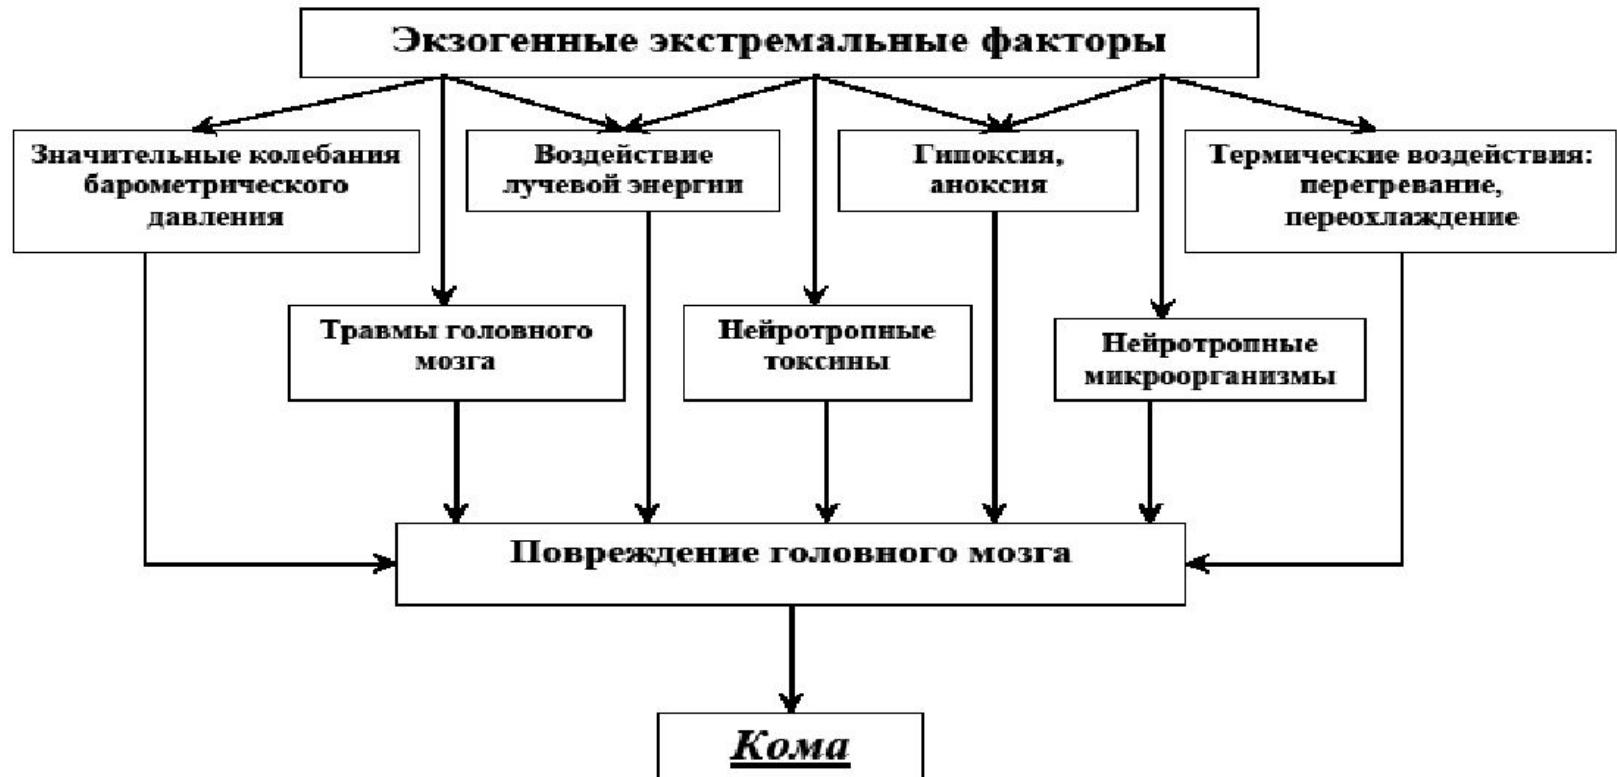 Экзогенные экстремальные факторы
Значительные колебания
барометрического
давления
Воздействие
лучевой энергии
Гипоксия,
аноксия
Термические воздействия:
перегревание,
переохлаждение
Травмы головного
мозга
Нейротропные
токсины
Нейротропные
микроорганизмы
Повреждение головного мозга
Кома